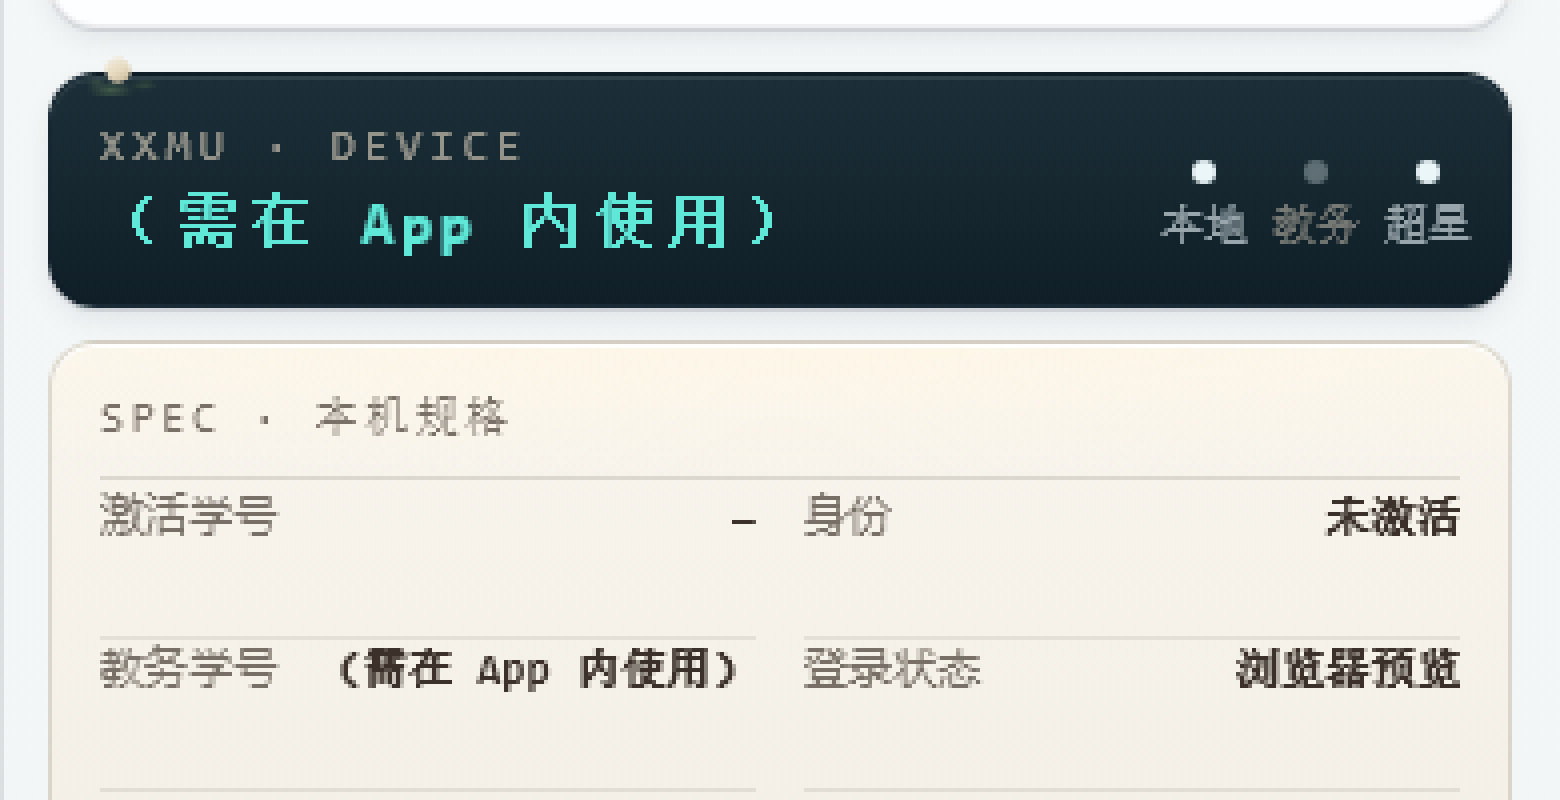 XXMU · DEVICE
（需在 App 内使用）
本地 教务 超星
SPEC · 本机规格
激活学号 — 身份 未激活
教务学号 （需在 App 内使用） 登录状态 浏览器预览